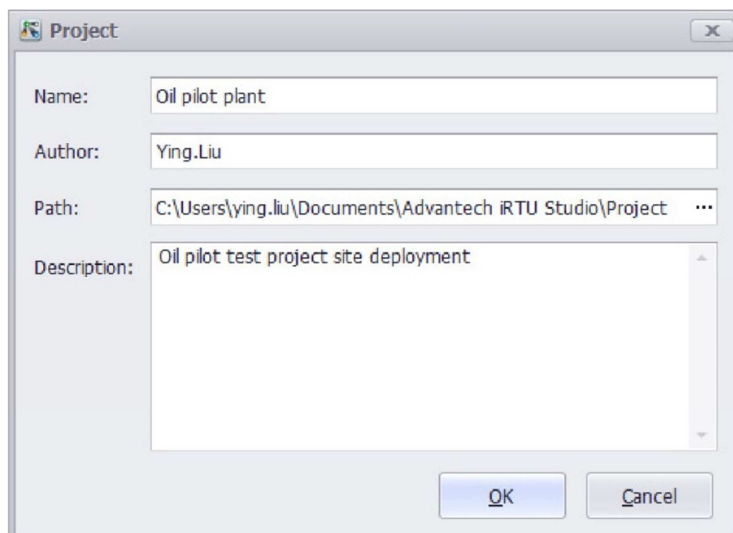 Project
Name: Oil pilot plant
Author: Ying.Liu
Path: C:\Users\ying.liu\Documents\Advantech iRTU Studio\Project ...
Description: Oil pilot test project site deployment
OK Cancel